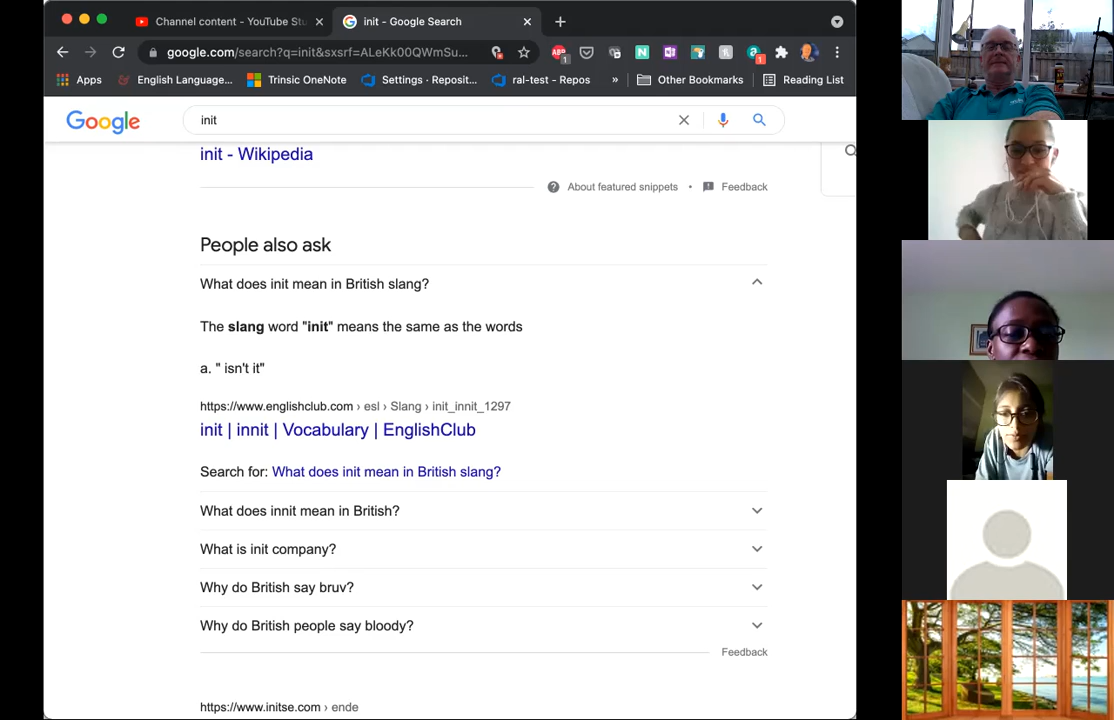 Channel content - YouTube Stu
init - Google Search
google.com/search?q=init&sxsrf=ALeKk00QWmSu...
1
1
Apps
English Language...
Trinsic OneNote
Settings · Reposit...
ral-test - Repos
»
Other Bookmarks
Reading List
Google
init
init - Wikipedia
About featured snippets • Feedback
People also ask
What does init mean in British slang?
The slang word "init" means the same as the words
a. " isn't it"
https://www.englishclub.com › esl › Slang › init_innit_1297
init | innit | Vocabulary | EnglishClub
Search for: What does init mean in British slang?
What does innit mean in British?
What is init company?
Why do British say bruv?
Why do British people say bloody?
Feedback
https://www.initse.com › ende